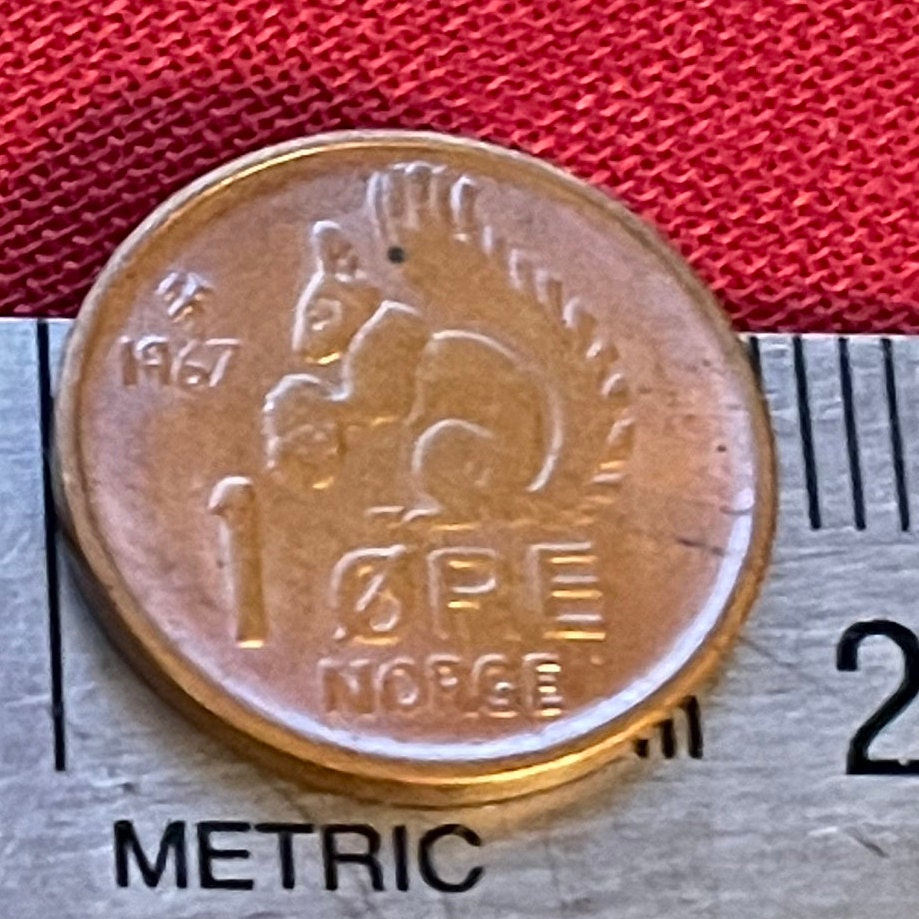 1967
1 ØRE
NORGE
2
METRIC